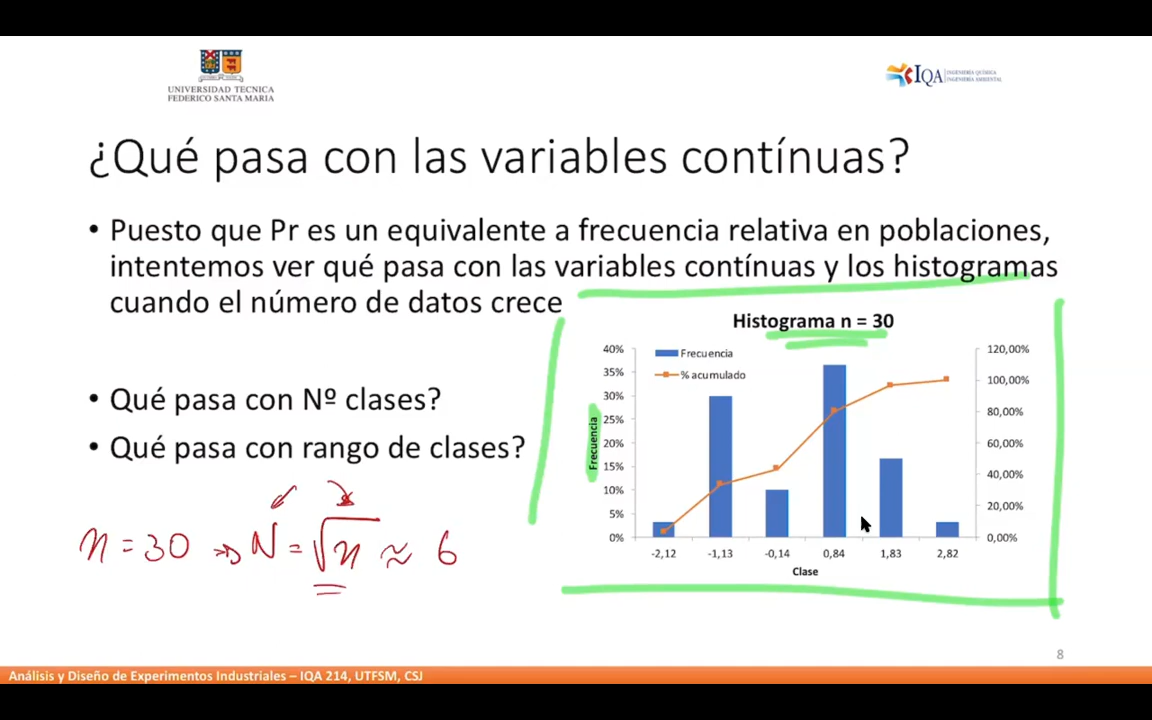 UNIVERSIDAD TECNICA
FEDERICO SANTA MARIA
IQA
INGENIERÍA QUÍMICA
INGENIERÍA AMBIENTAL
¿Qué pasa con las variables contínuas?
• Puesto que Pr es un equivalente a frecuencia relativa en poblaciones,
intentemos ver qué pasa con las variables contínuas y los histogramas
cuando el número de datos crece
• Qué pasa con Nº clases?
• Qué pasa con rango de clases?
n = 30 ⇒ N = √n ≈ 6
Histograma n = 30
Frecuencia
% acumulado
40%
35%
30%
25%
20%
15%
10%
5%
0%
Frecuencia
120,00%
100,00%
80,00%
60,00%
40,00%
20,00%
0,00%
-2,12 -1,13 -0,14 0,84 1,83 2,82
Clase
8
Análisis y Diseño de Experimentos Industriales – IQA 214, UTFSM, CSJ